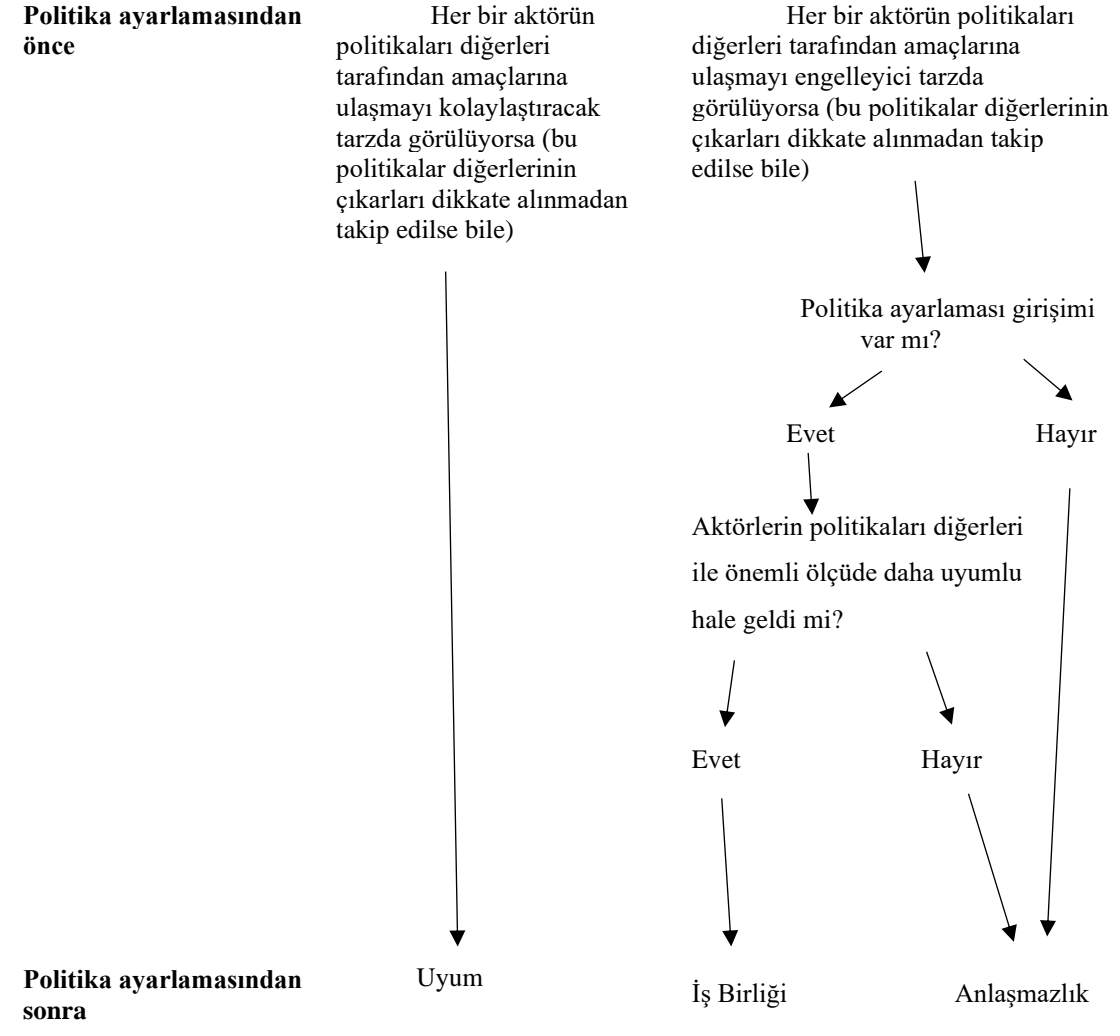 Politika ayarlamasından
önce
Her bir aktörün
politikaları diğerleri
tarafından amaçlarına
ulaşmayı kolaylaştıracak
tarzda görülüyorsa (bu
politikalar diğerlerinin
çıkarları dikkate alınmadan
takip edilse bile)
Her bir aktörün politikaları
diğerleri tarafından amaçlarına
ulaşmayı engelleyici tarzda
görülüyorsa (bu politikalar diğerlerinin
çıkarları dikkate alınmadan takip
edilse bile)
Politika ayarlaması girişimi
var mı?
Evet
Hayır
Aktörlerin politikaları diğerleri
ile önemli ölçüde daha uyumlu
hale geldi mi?
Evet
Hayır
Politika ayarlamasından
sonra
Uyum
İş Birliği
Anlaşmazlık